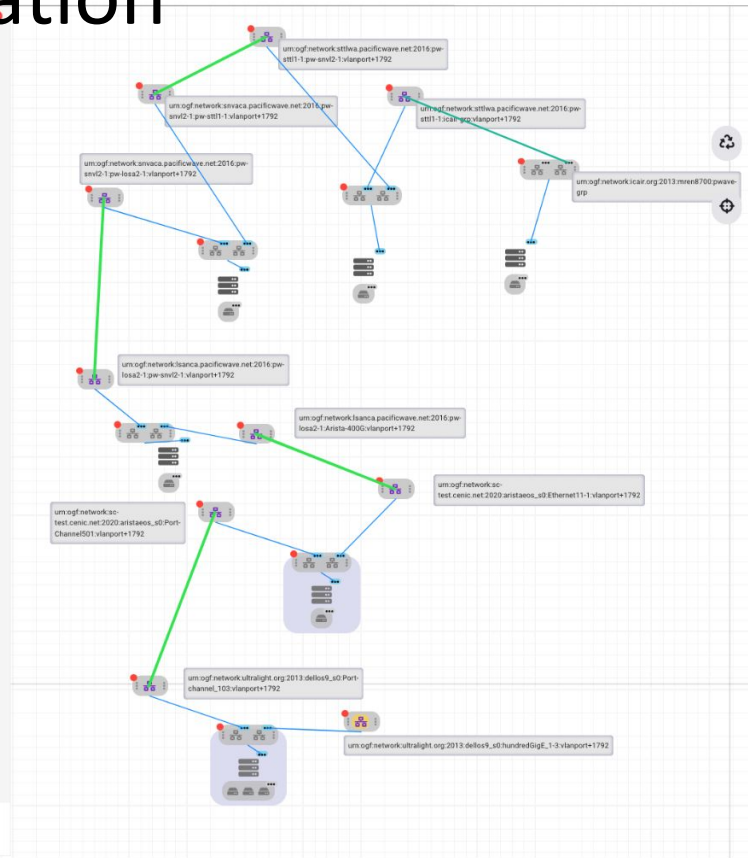 ation
urn:ogf:network:sttlwa.pacificwave.net:2016:pw-
sttl1-1:pw-snvl2-1:vlanport+1792
urn:ogf:network:snvaca.pacificwave.net:2016:pw-
snvl2-1:pw-sttl1-1:vlanport+1792
urn:ogf:network:sttlwa.pacificwave.net:2016:pw-
sttl1-1:icair-grp:vlanport+1792
urn:ogf:network:snvaca.pacificwave.net:2016:pw-
snvl2-1:pw-losa2-1:vlanport+1792
urn:ogf:network:icair.org:2013:mren8700:pwave-
grp
urn:ogf:network:lsanca.pacificwave.net:2016:pw-
losa2-1:pw-snvl2-1:vlanport+1792
urn:ogf:network:lsanca.pacificwave.net:2016:pw-
losa2-1:Arista-400G:vlanport+1792
urn:ogf:network:sc-
test.cenic.net:2020:aristaeos_s0:Ethernet11-1:vlanport+1792
urn:ogf:network:sc-
test.cenic.net:2020:aristaeos_s0:Port-
Channel501:vlanport+1792
urn:ogf:network:ultralight.org:2013:dellos9_s0:Port-
channel_103:vlanport+1792
urn:ogf:network:ultralight.org:2013:dellos9_s0:hundredGigE_1-3:vlanport+1792